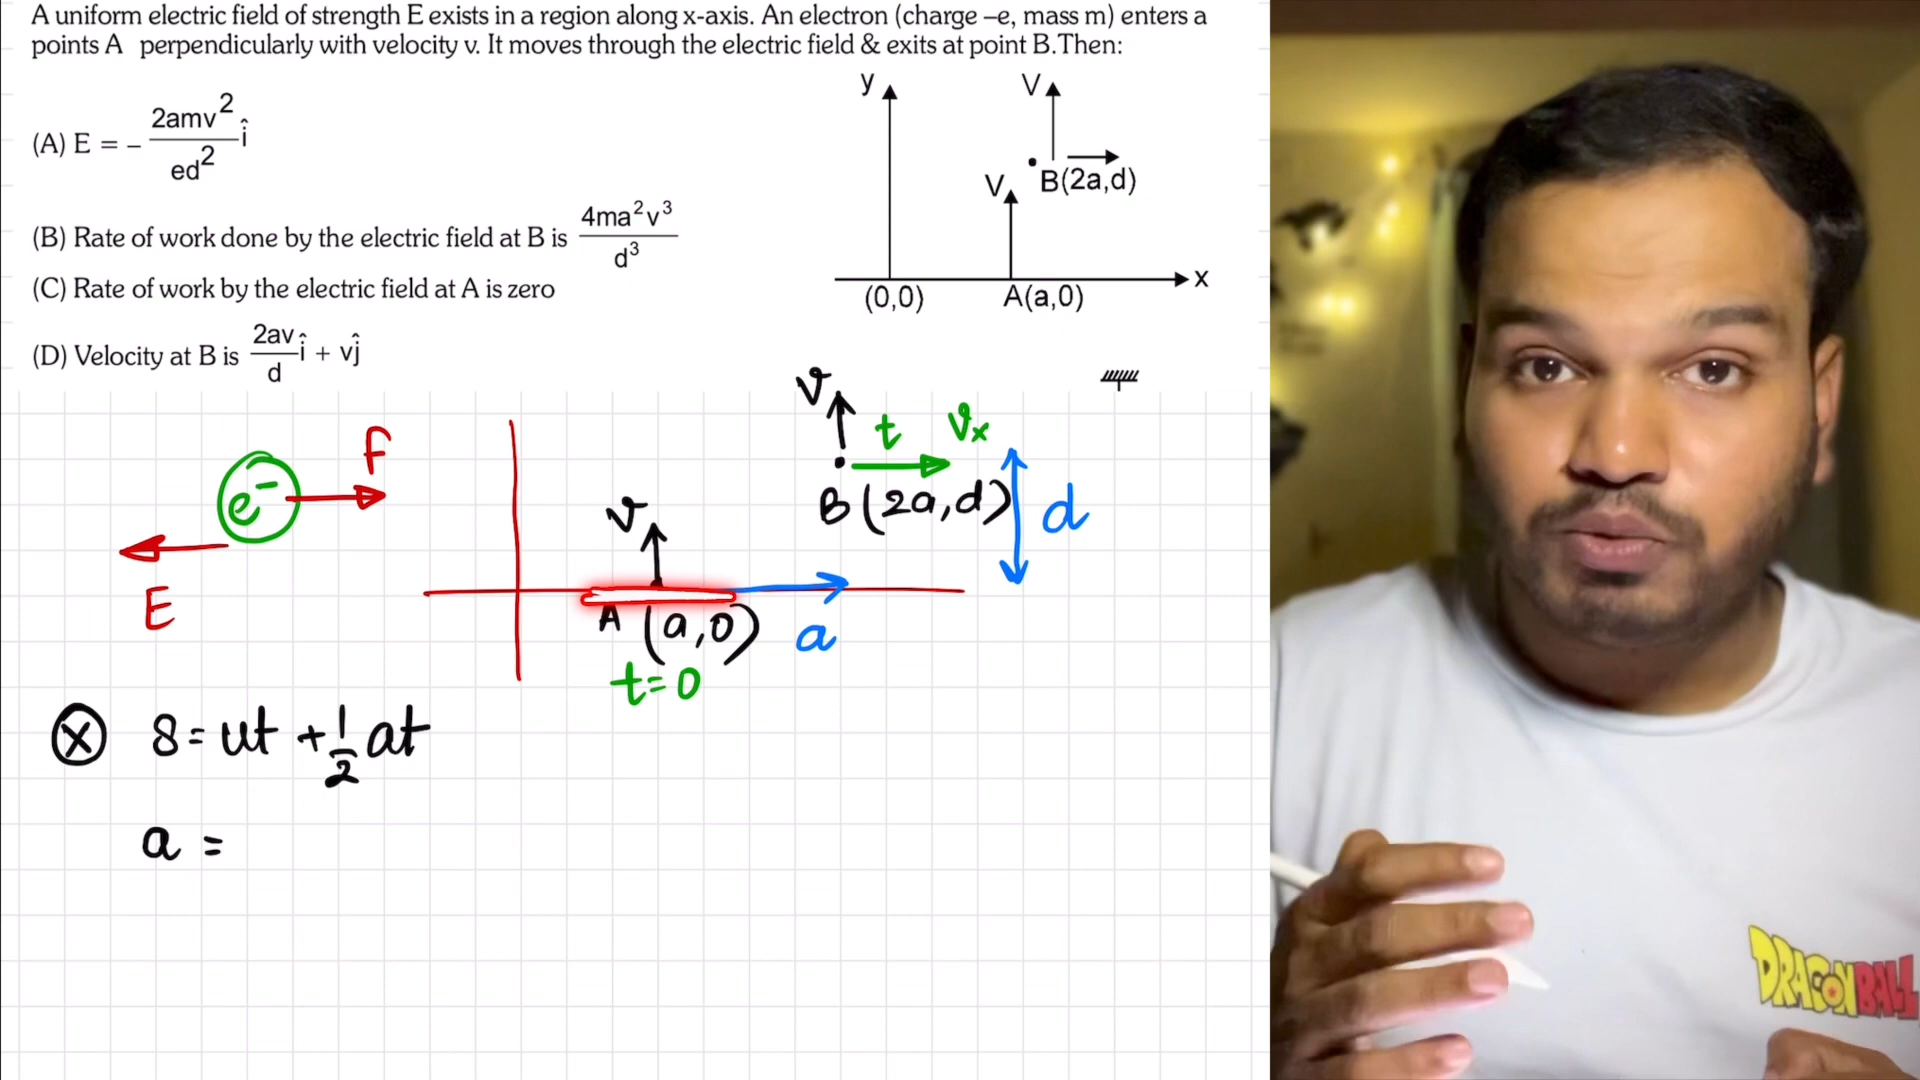 A uniform electric field of strength E exists in a region along x-axis. An electron (charge –e, mass m) enters a
points A perpendicularly with velocity v. It moves through the electric field & exits at point B.Then:
(A) E = – 2amv² / ed² î
(B) Rate of work done by the electric field at B is 4ma²v³ / d³
(C) Rate of work by the electric field at A is zero
(D) Velocity at B is 2av / d î + vĵ
y
V
B(2a,d)
V
x
(0,0)
A(a,0)
v
t
vₓ
F
e⁻
B (2a,d)
d
v
E
A (a,0)
a
t=0
X S = ut + 1/2 at
a =
DRAGONBALL